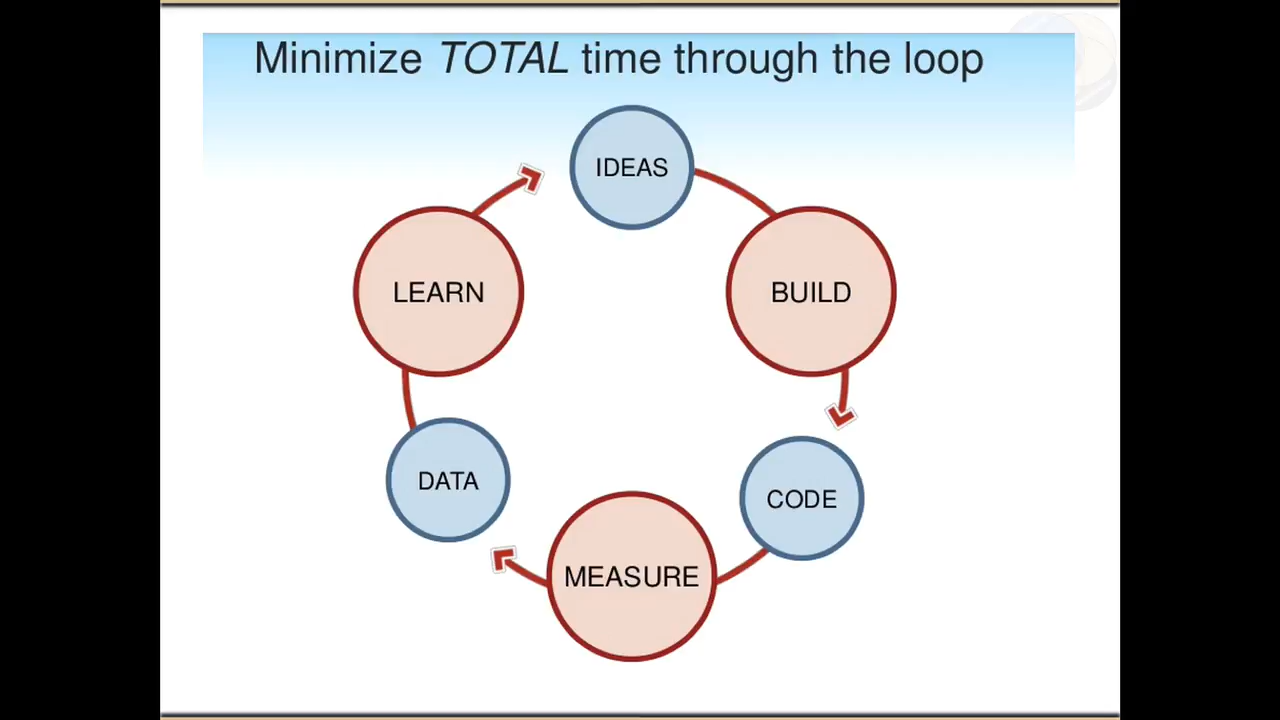 Minimize TOTAL time through the loop
IDEAS
LEARN
BUILD
DATA
CODE
MEASURE